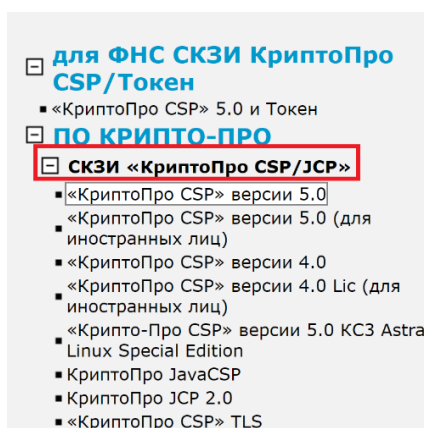 для ФНС СКЗИ КриптоПро
CSP/Токен
«КриптоПро CSP» 5.0 и Токен
ПО КРИПТО-ПРО
СКЗИ «КриптоПро CSP/JCP»
«КриптоПро CSP» версии 5.0
«КриптоПро CSP» версии 5.0 (для
иностранных лиц)
«КриптоПро CSP» версии 4.0
«КриптоПро CSP» версии 4.0 Lic (для
иностранных лиц)
«Крипто-Про CSP» версии 5.0 КС3 Astra
Linux Special Edition
КриптоПро JavaCSP
КриптоПро JCP 2.0
«КриптоПро CSP» TLS